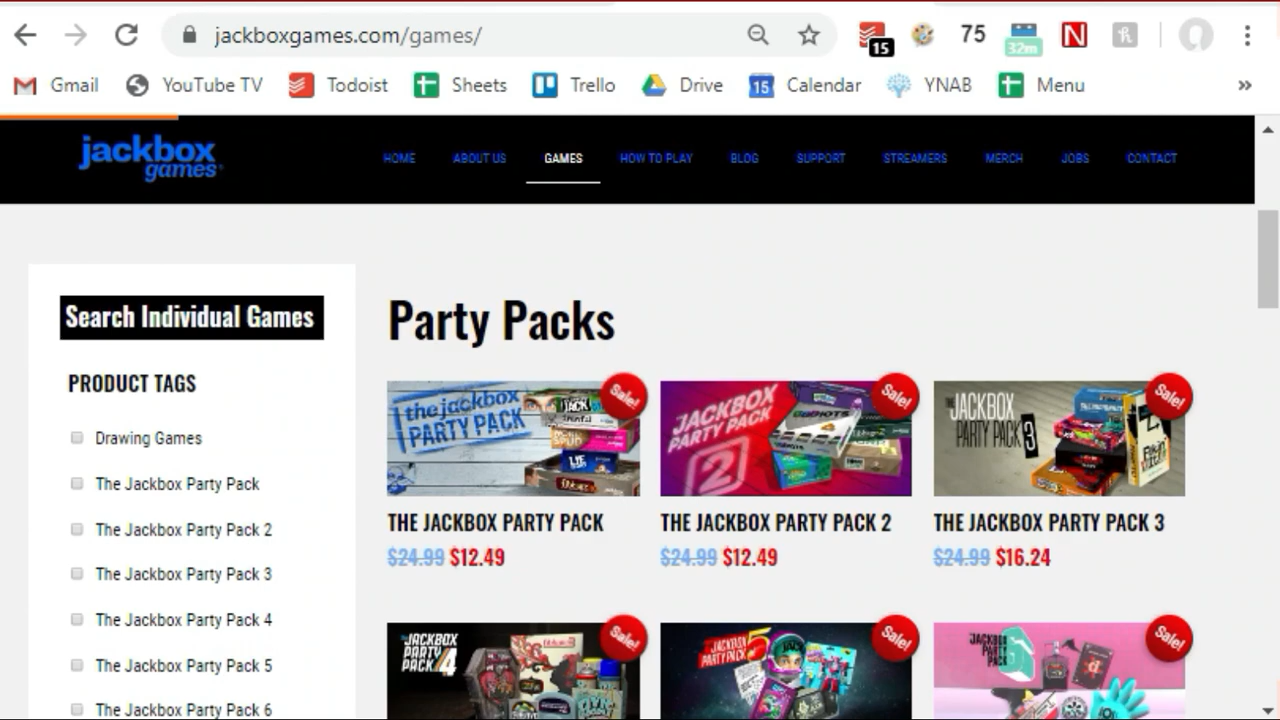 jackboxgames.com/games/
15
75
32m
Gmail
YouTube TV
Todoist
Sheets
Trello
Drive
15
Calendar
YNAB
Menu
jackbox games
HOME
ABOUT US
GAMES
HOW TO PLAY
BLOG
SUPPORT
STREAMERS
MERCH
JOBS
CONTACT
Search Individual Games
PRODUCT TAGS
Drawing Games
The Jackbox Party Pack
The Jackbox Party Pack 2
The Jackbox Party Pack 3
The Jackbox Party Pack 4
The Jackbox Party Pack 5
The Jackbox Party Pack 6
Party Packs
the jackbox
PARTY PACK
Sale!
THE JACKBOX PARTY PACK
$24.99 $12.49
JACKBOX
PARTY PACK
2
Sale!
THE JACKBOX PARTY PACK 2
$24.99 $12.49
JACKBOX
PARTY PACK 3
Sale!
THE JACKBOX PARTY PACK 3
$24.99 $16.24
JACKBOX
PARTY
PACK 4
Sale!
JACKBOX
PARTY PACK 5
Sale!
JACKBOX
PARTY
PACK 6
Sale!